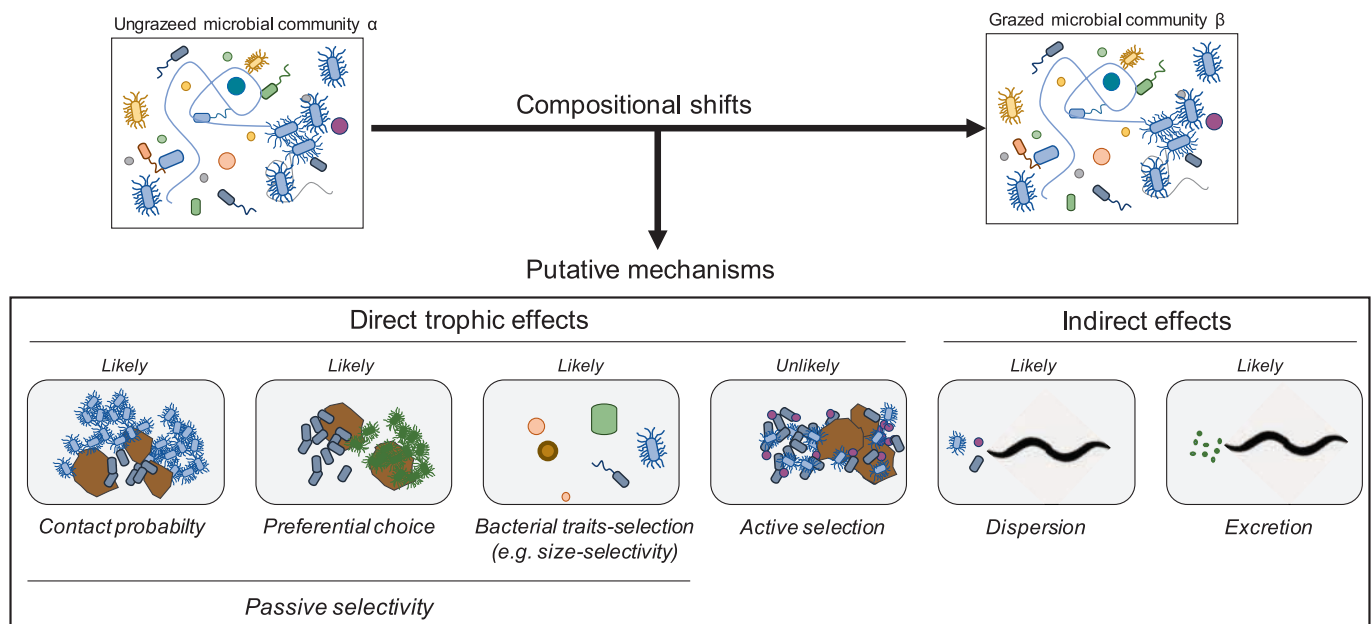 Ungrazeed microbial community α
Grazed microbial community β
Compositional shifts
Putative mechanisms
Direct trophic effects
Indirect effects
Likely
Likely
Likely
Unlikely
Likely
Likely
Contact probabilty
Preferential choice
Bacterial traits-selection
(e.g. size-selectivity)
Active selection
Dispersion
Excretion
Passive selectivity